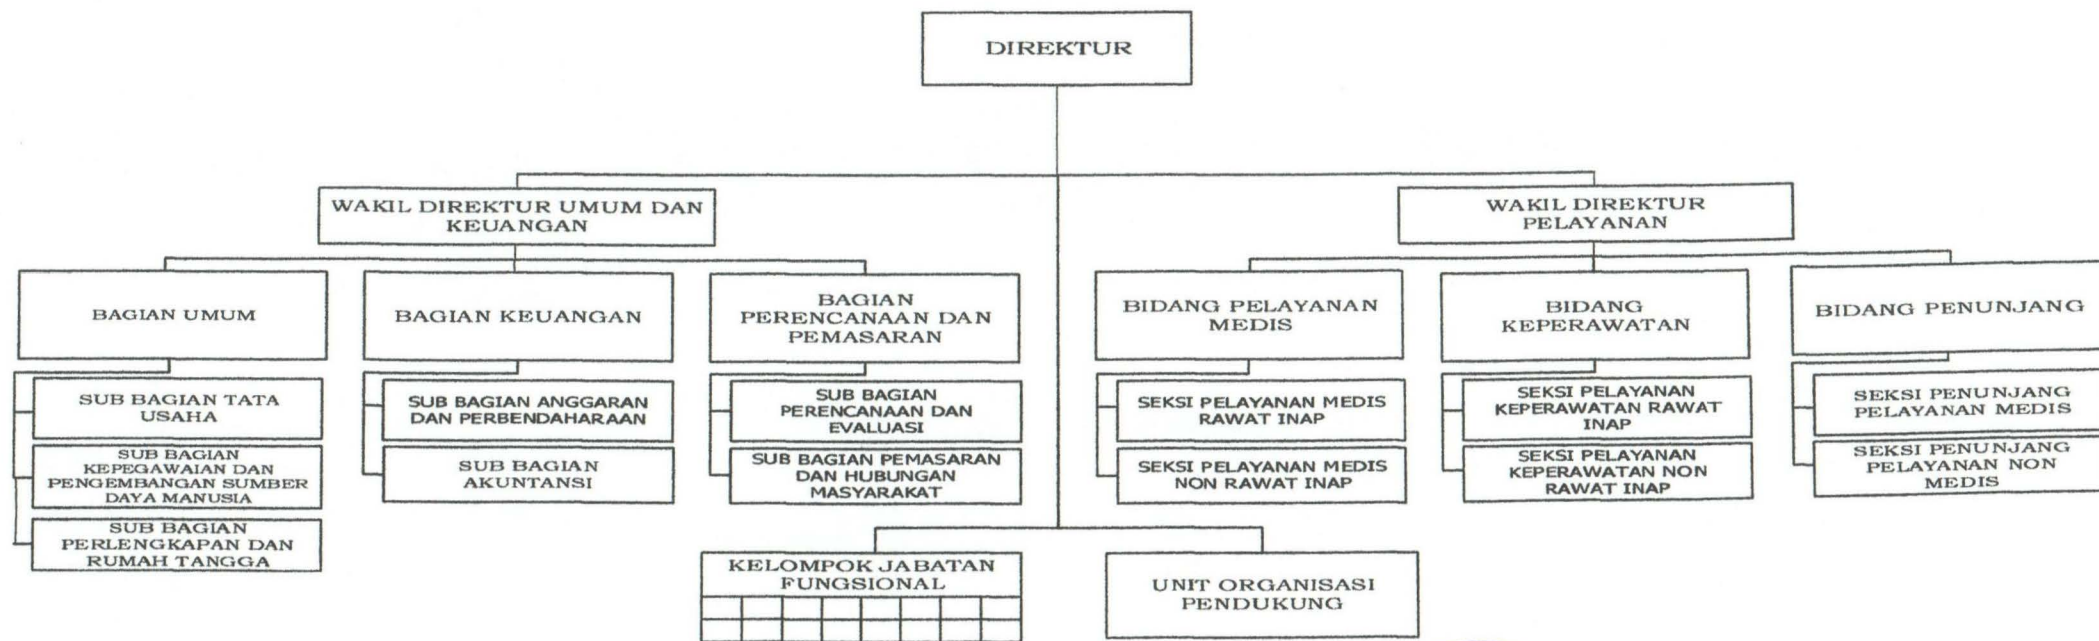 DIREKTUR
WAKIL DIREKTUR UMUM DAN
KEUANGAN
WAKIL DIREKTUR
PELAYANAN
BAGIAN UMUM
BAGIAN KEUANGAN
BAGIAN
PERENCANAAN DAN
PEMASARAN
BIDANG PELAYANAN
MEDIS
BIDANG
KEPERAWATAN
BIDANG PENUNJANG
SUB BAGIAN TATA
USAHA
SUB BAGIAN
KEPEGAWAIAN DAN
PENGEMBANGAN SUMBER
DAYA MANUSIA
SUB BAGIAN
PERLENGKAPAN DAN
RUMAH TANGGA
SUB BAGIAN ANGGARAN
DAN PERBENDAHARAAN
SUB BAGIAN
AKUNTANSI
SUB BAGIAN
PERENCANAAN DAN
EVALUASI
SUB BAGIAN PEMASARAN
DAN HUBUNGAN
MASYARAKAT
SEKSI PELAYANAN MEDIS
RAWAT INAP
SEKSI PELAYANAN MEDIS
NON RAWAT INAP
SEKSI PELAYANAN
KEPERAWATAN RAWAT
INAP
SEKSI PELAYANAN
KEPERAWATAN NON
RAWAT INAP
SEKSI PENUNJANG
PELAYANAN MEDIS
SEKSI PENUNJANG
PELAYANAN NON
MEDIS
KELOMPOK JABATAN
FUNGSIONAL
UNIT ORGANISASI
PENDUKUNG